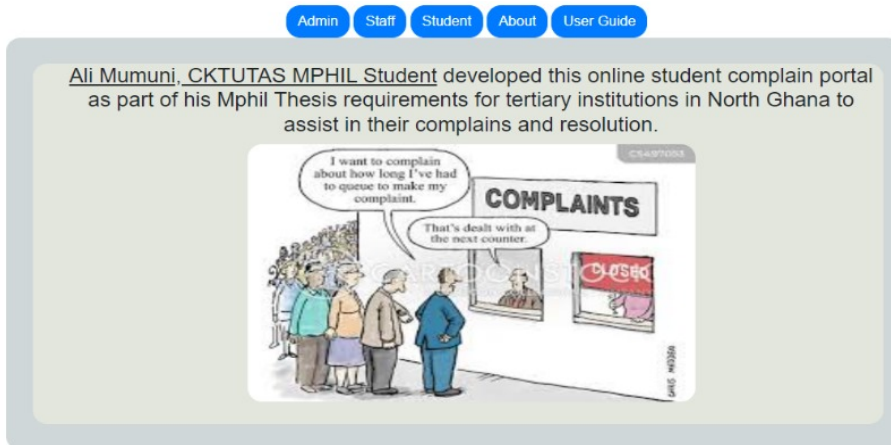 Admin Staff Student About User Guide
Ali Mumuni, CKTUTAS MPHIL Student developed this online student complain portal
as part of his Mphil Thesis requirements for tertiary institutions in North Ghana to
assist in their complains and resolution.
I want to complain
about how long I've had
to queue to make my
complaint.
COMPLAINTS
That's dealt with at
the next counter.
CLOSED
CARTOONSTOCK